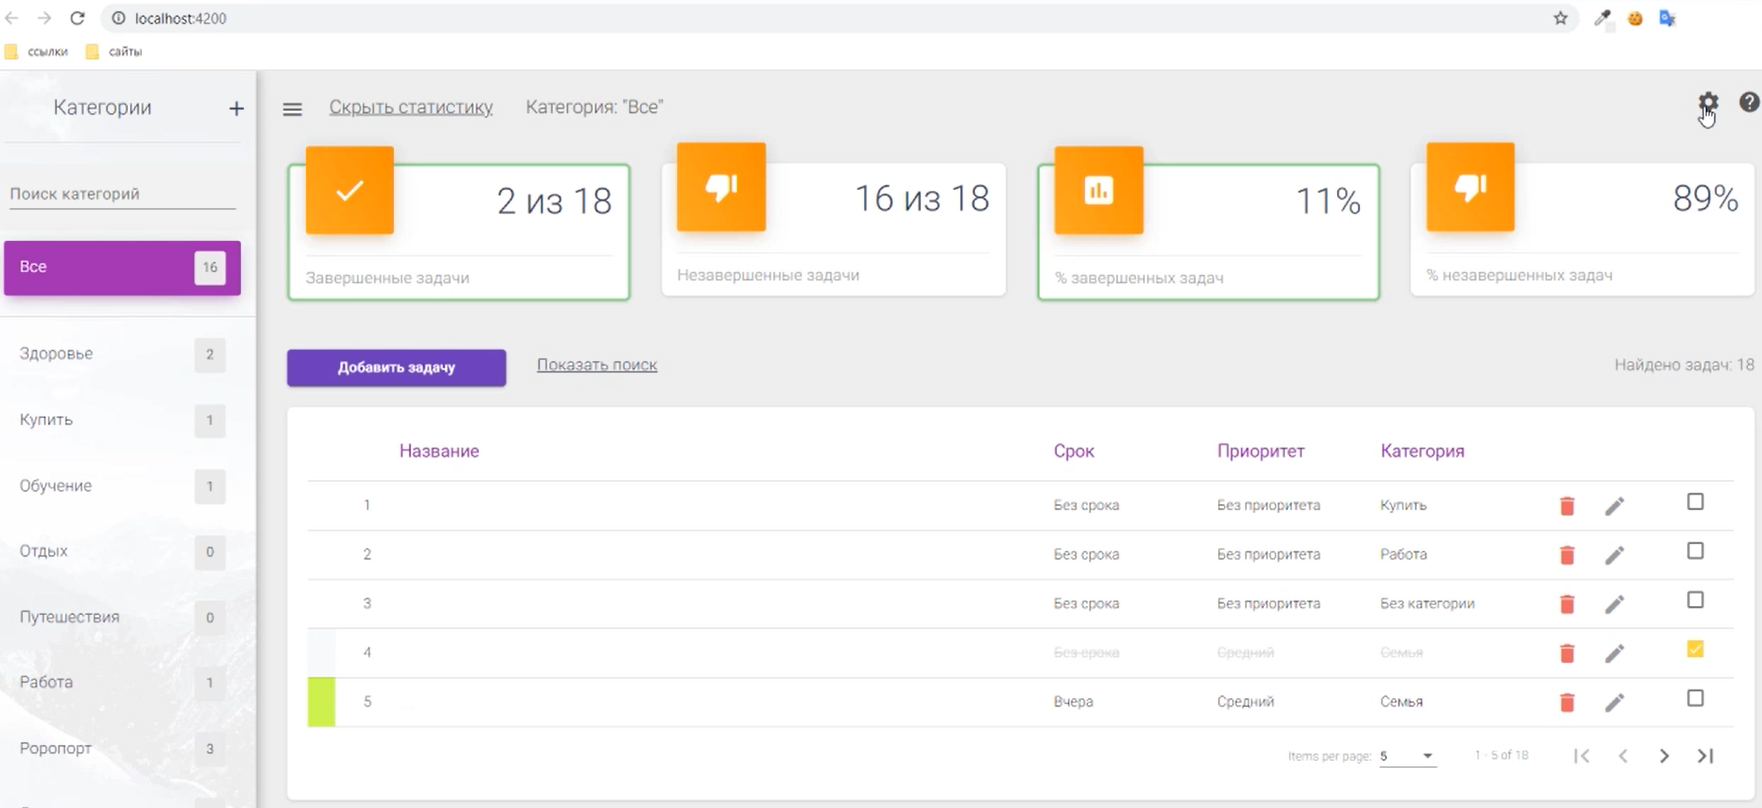 localhost:4200
ссылки сайты
Категории +
Скрыть статистику Категория: "Все"
2 из 18
Завершенные задачи
16 из 18
Незавершенные задачи
11%
% завершенных задач
89%
% незавершенных задач
Поиск категорий
Все 16
Здоровье 2
Купить 1
Обучение 1
Отдых 0
Путешествия 0
Работа 1
Роропорт 3
Добавить задачу Показать поиск Найдено задач: 18
Название Срок Приоритет Категория
1 Без срока Без приоритета Купить
2 Без срока Без приоритета Работа
3 Без срока Без приоритета Без категории
4 Без срока Средний Семья
5 Вчера Средний Семья
Items per page: 5 1 - 5 of 18